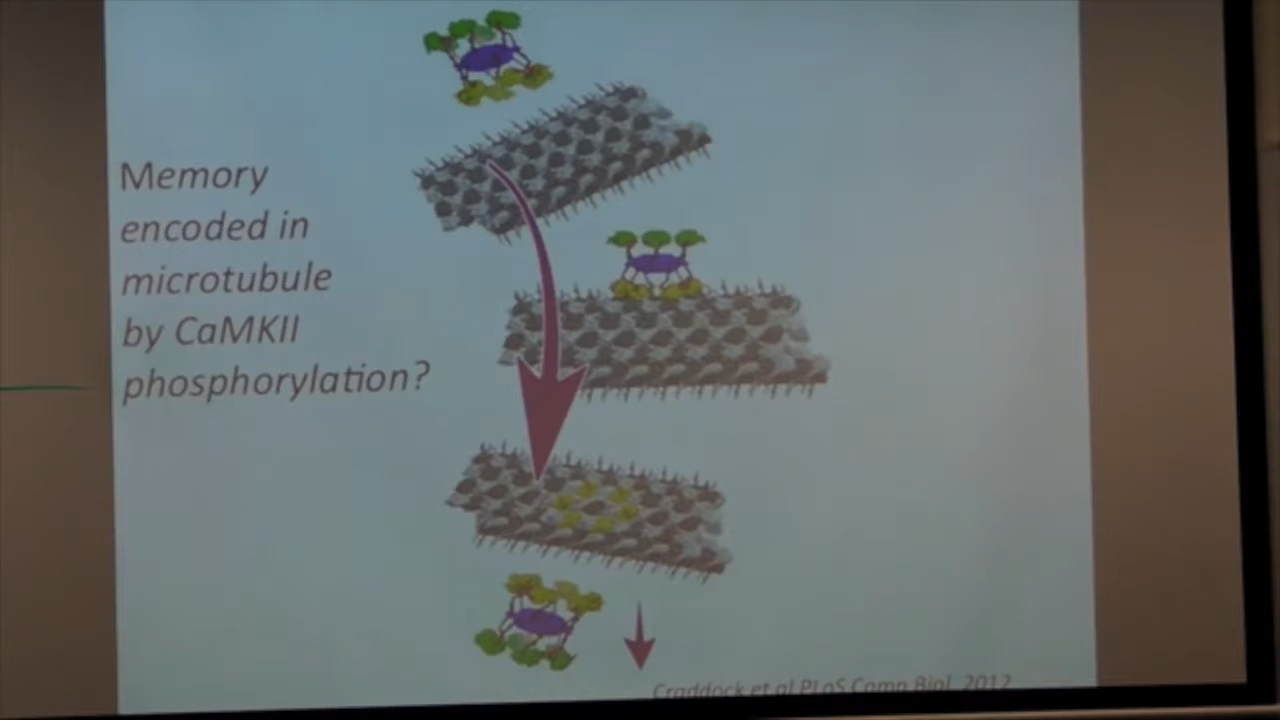 Memory
encoded in
microtubule
by CaMKII
phosphorylation?
Craddock et al PLoS Comp Biol, 2012